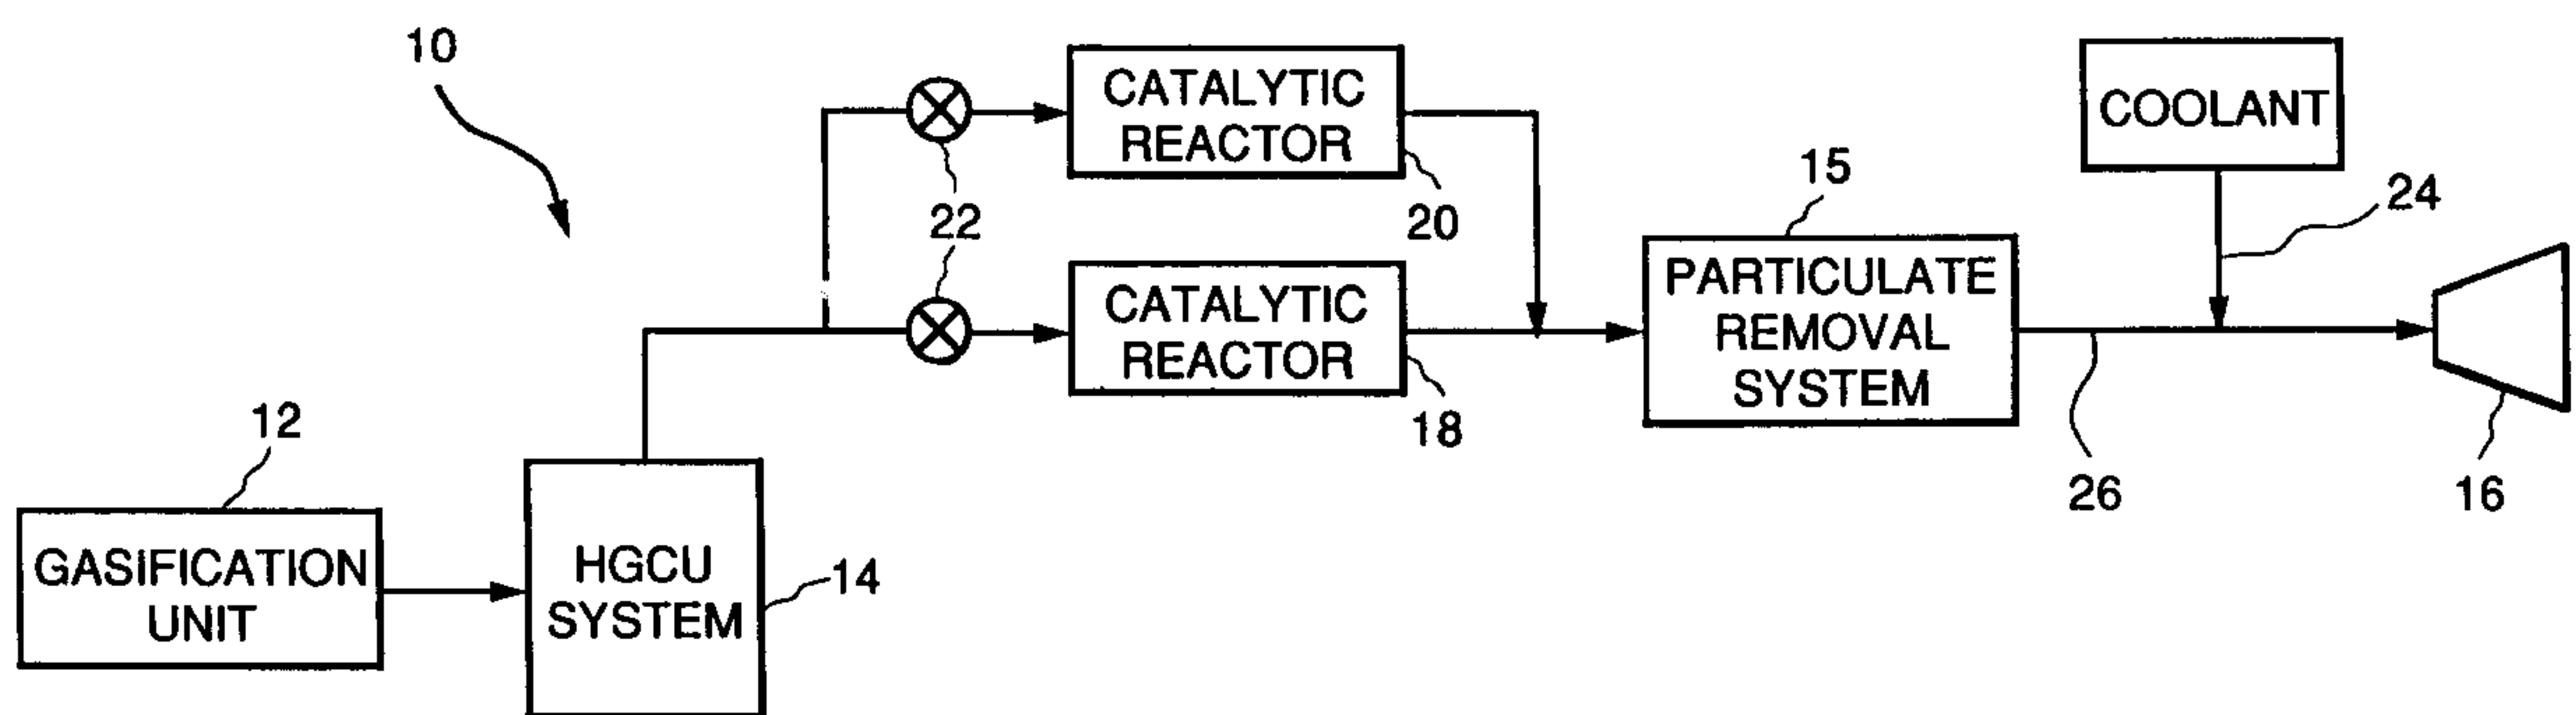 10
CATALYTIC
REACTOR
20
22
CATALYTIC
REACTOR
18
COOLANT
24
15
PARTICULATE
REMOVAL
SYSTEM
26
16
12
GASIFICATION
UNIT
HGCU
SYSTEM
14